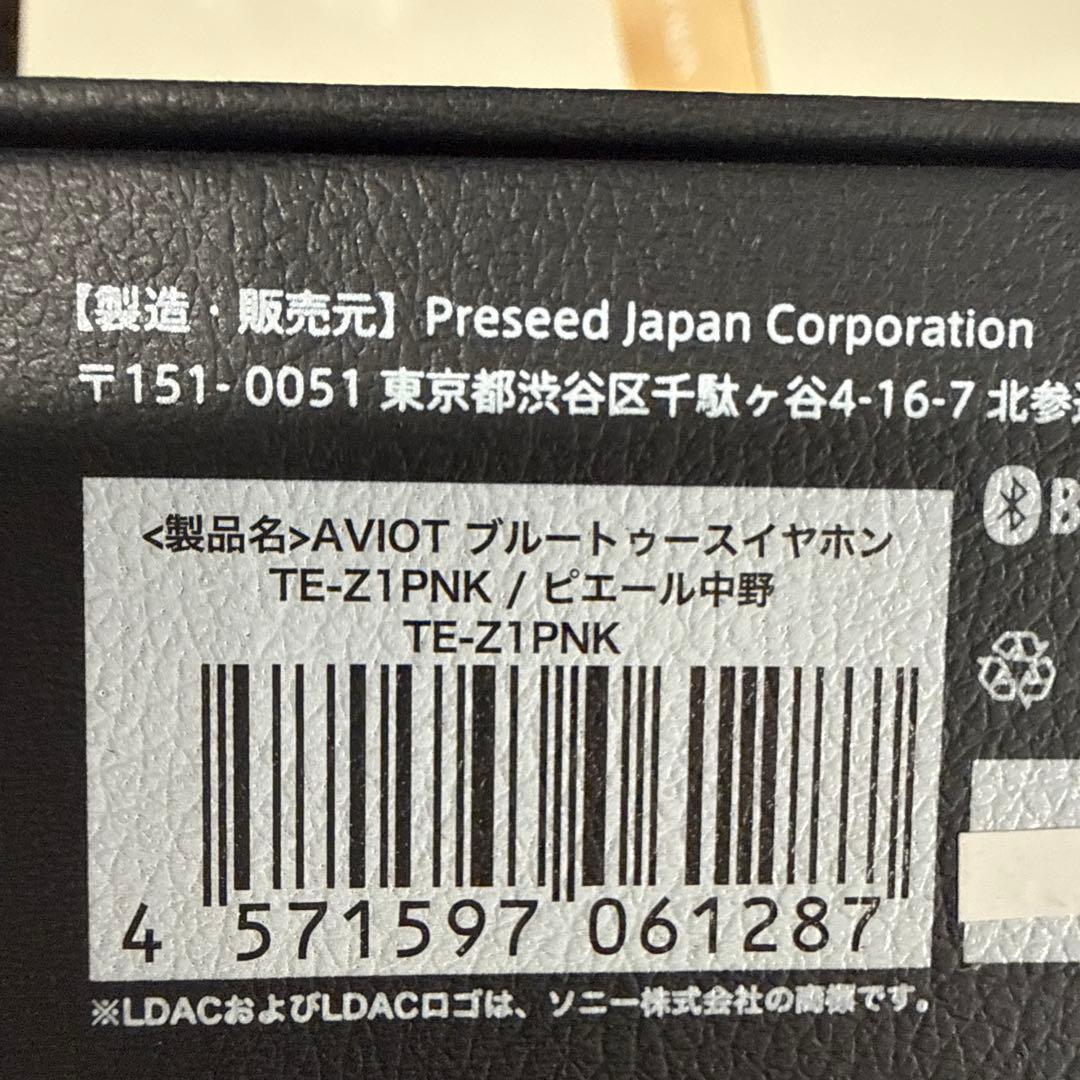 【製造・販売元】Preseed Japan Corporation
〒151-0051 東京都渋谷区千駄ヶ谷4-16-7 北参
<製品名>AVIOT ブルートゥースイヤホン
TE-Z1PNK / ピエール中野
TE-Z1PNK
4 571597 061287
※LDACおよびLDACロゴは、ソニー株式会社の商標です。